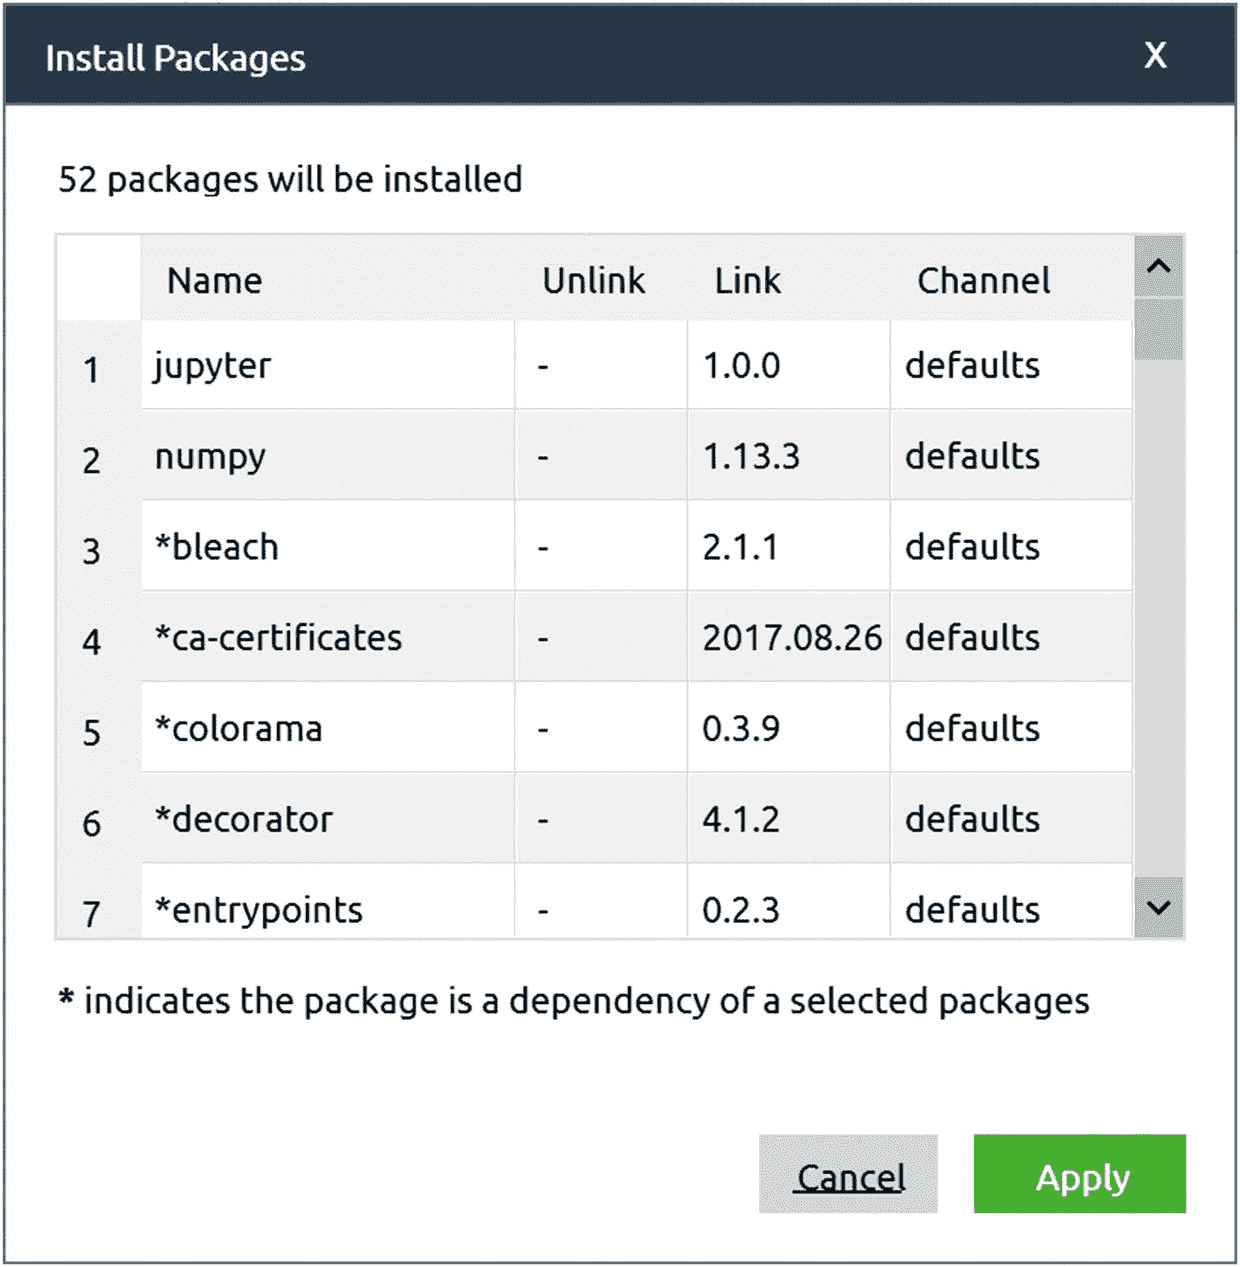 Install Packages X
52 packages will be installed
Name Unlink Link Channel
1 jupyter - 1.0.0 defaults
2 numpy - 1.13.3 defaults
3 *bleach - 2.1.1 defaults
4 *ca-certificates - 2017.08.26 defaults
5 *colorama - 0.3.9 defaults
6 *decorator - 4.1.2 defaults
7 *entrypoints - 0.2.3 defaults
* indicates the package is a dependency of a selected packages
Cancel Apply